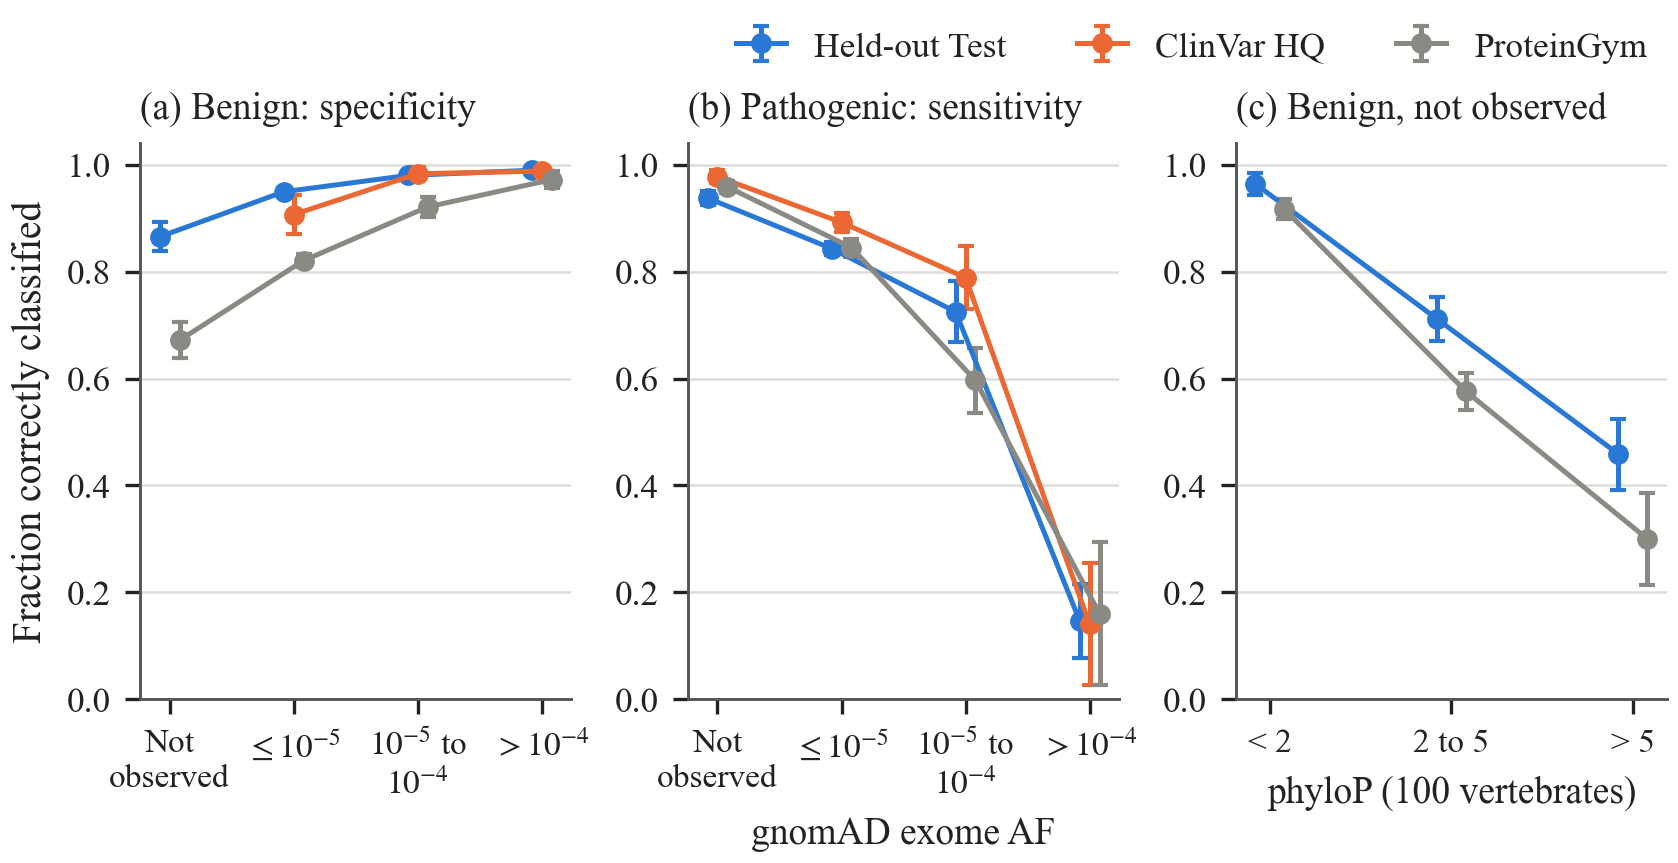 Held-out Test
ClinVar HQ
ProteinGym
(a) Benign: specificity
(b) Pathogenic: sensitivity
(c) Benign, not observed
Fraction correctly classified
1.0
0.8
0.6
0.4
0.2
0.0
Not
observed
≤ 10⁻⁵
10⁻⁵ to
10⁻⁴
> 10⁻⁴
1.0
0.8
0.6
0.4
0.2
0.0
Not
observed
≤ 10⁻⁵
10⁻⁵ to
10⁻⁴
> 10⁻⁴
gnomAD exome AF
1.0
0.8
0.6
0.4
0.2
0.0
< 2
2 to 5
> 5
phyloP (100 vertebrates)